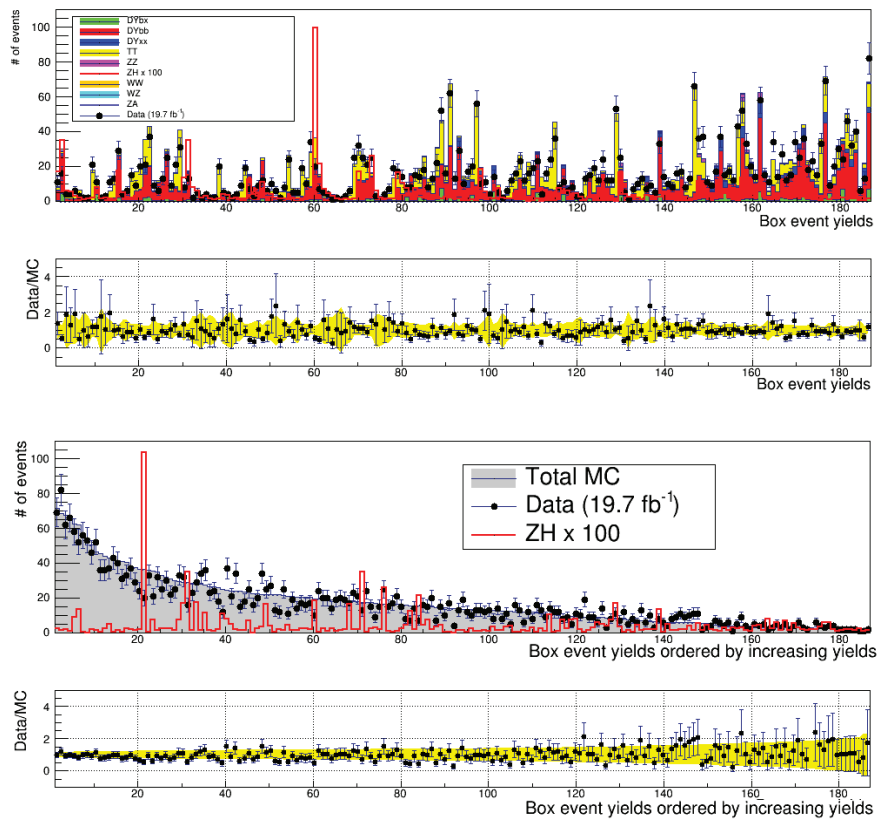 # of events
100
80
60
40
20
0
DYbx
DYbb
DYxx
TT
ZZ
ZH x 100
WW
WZ
ZA
Data (19.7 fb⁻¹)
20 40 60 80 100 120 140 160 180
Box event yields
Data/MC
4
2
0
20 40 60 80 100 120 140 160 180
Box event yields
# of events
100
80
60
40
20
0
Total MC
Data (19.7 fb⁻¹)
ZH x 100
20 40 60 80 100 120 140 160 180
Box event yields ordered by increasing yields
Data/MC
4
2
0
20 40 60 80 100 120 140 160 180
Box event yields ordered by increasing yields